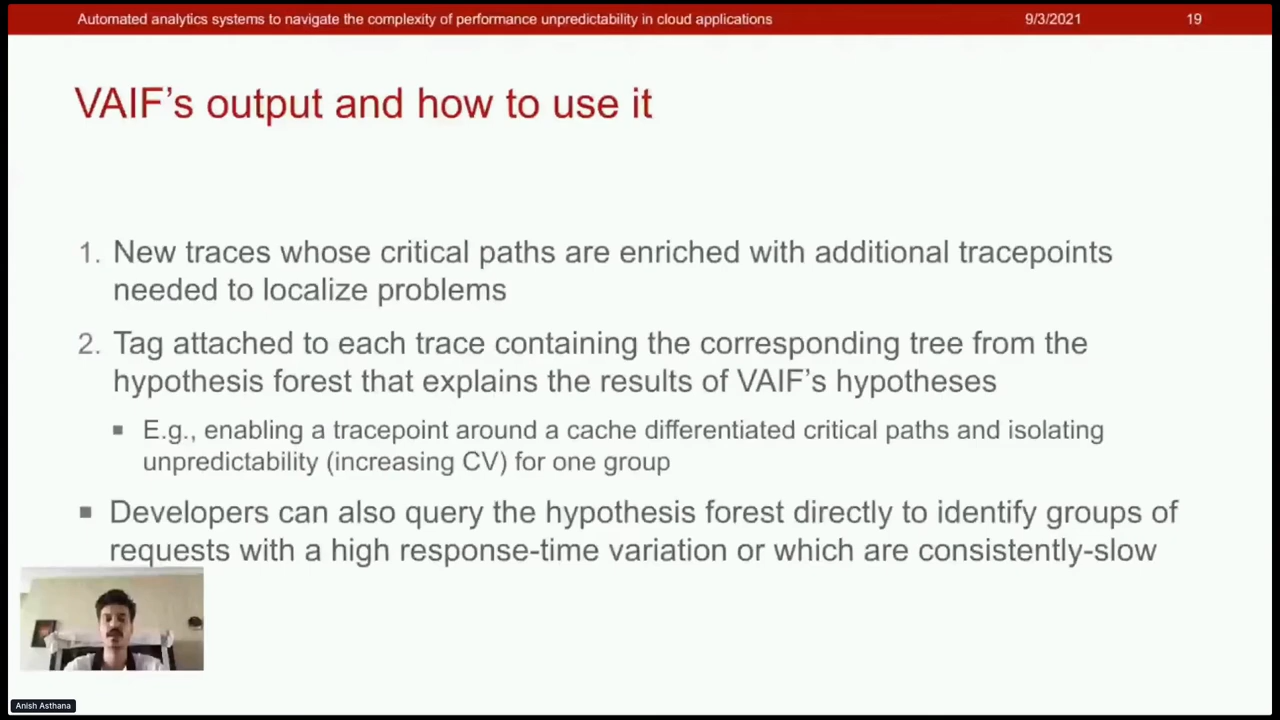 Automated analytics systems to navigate the complexity of performance unpredictability in cloud applications 9/3/2021 19
VAIF's output and how to use it
1. New traces whose critical paths are enriched with additional tracepoints
needed to localize problems
2. Tag attached to each trace containing the corresponding tree from the
hypothesis forest that explains the results of VAIF's hypotheses
▪ E.g., enabling a tracepoint around a cache differentiated critical paths and isolating
unpredictability (increasing CV) for one group
▪ Developers can also query the hypothesis forest directly to identify groups of
requests with a high response-time variation or which are consistently-slow
Anish Asthana